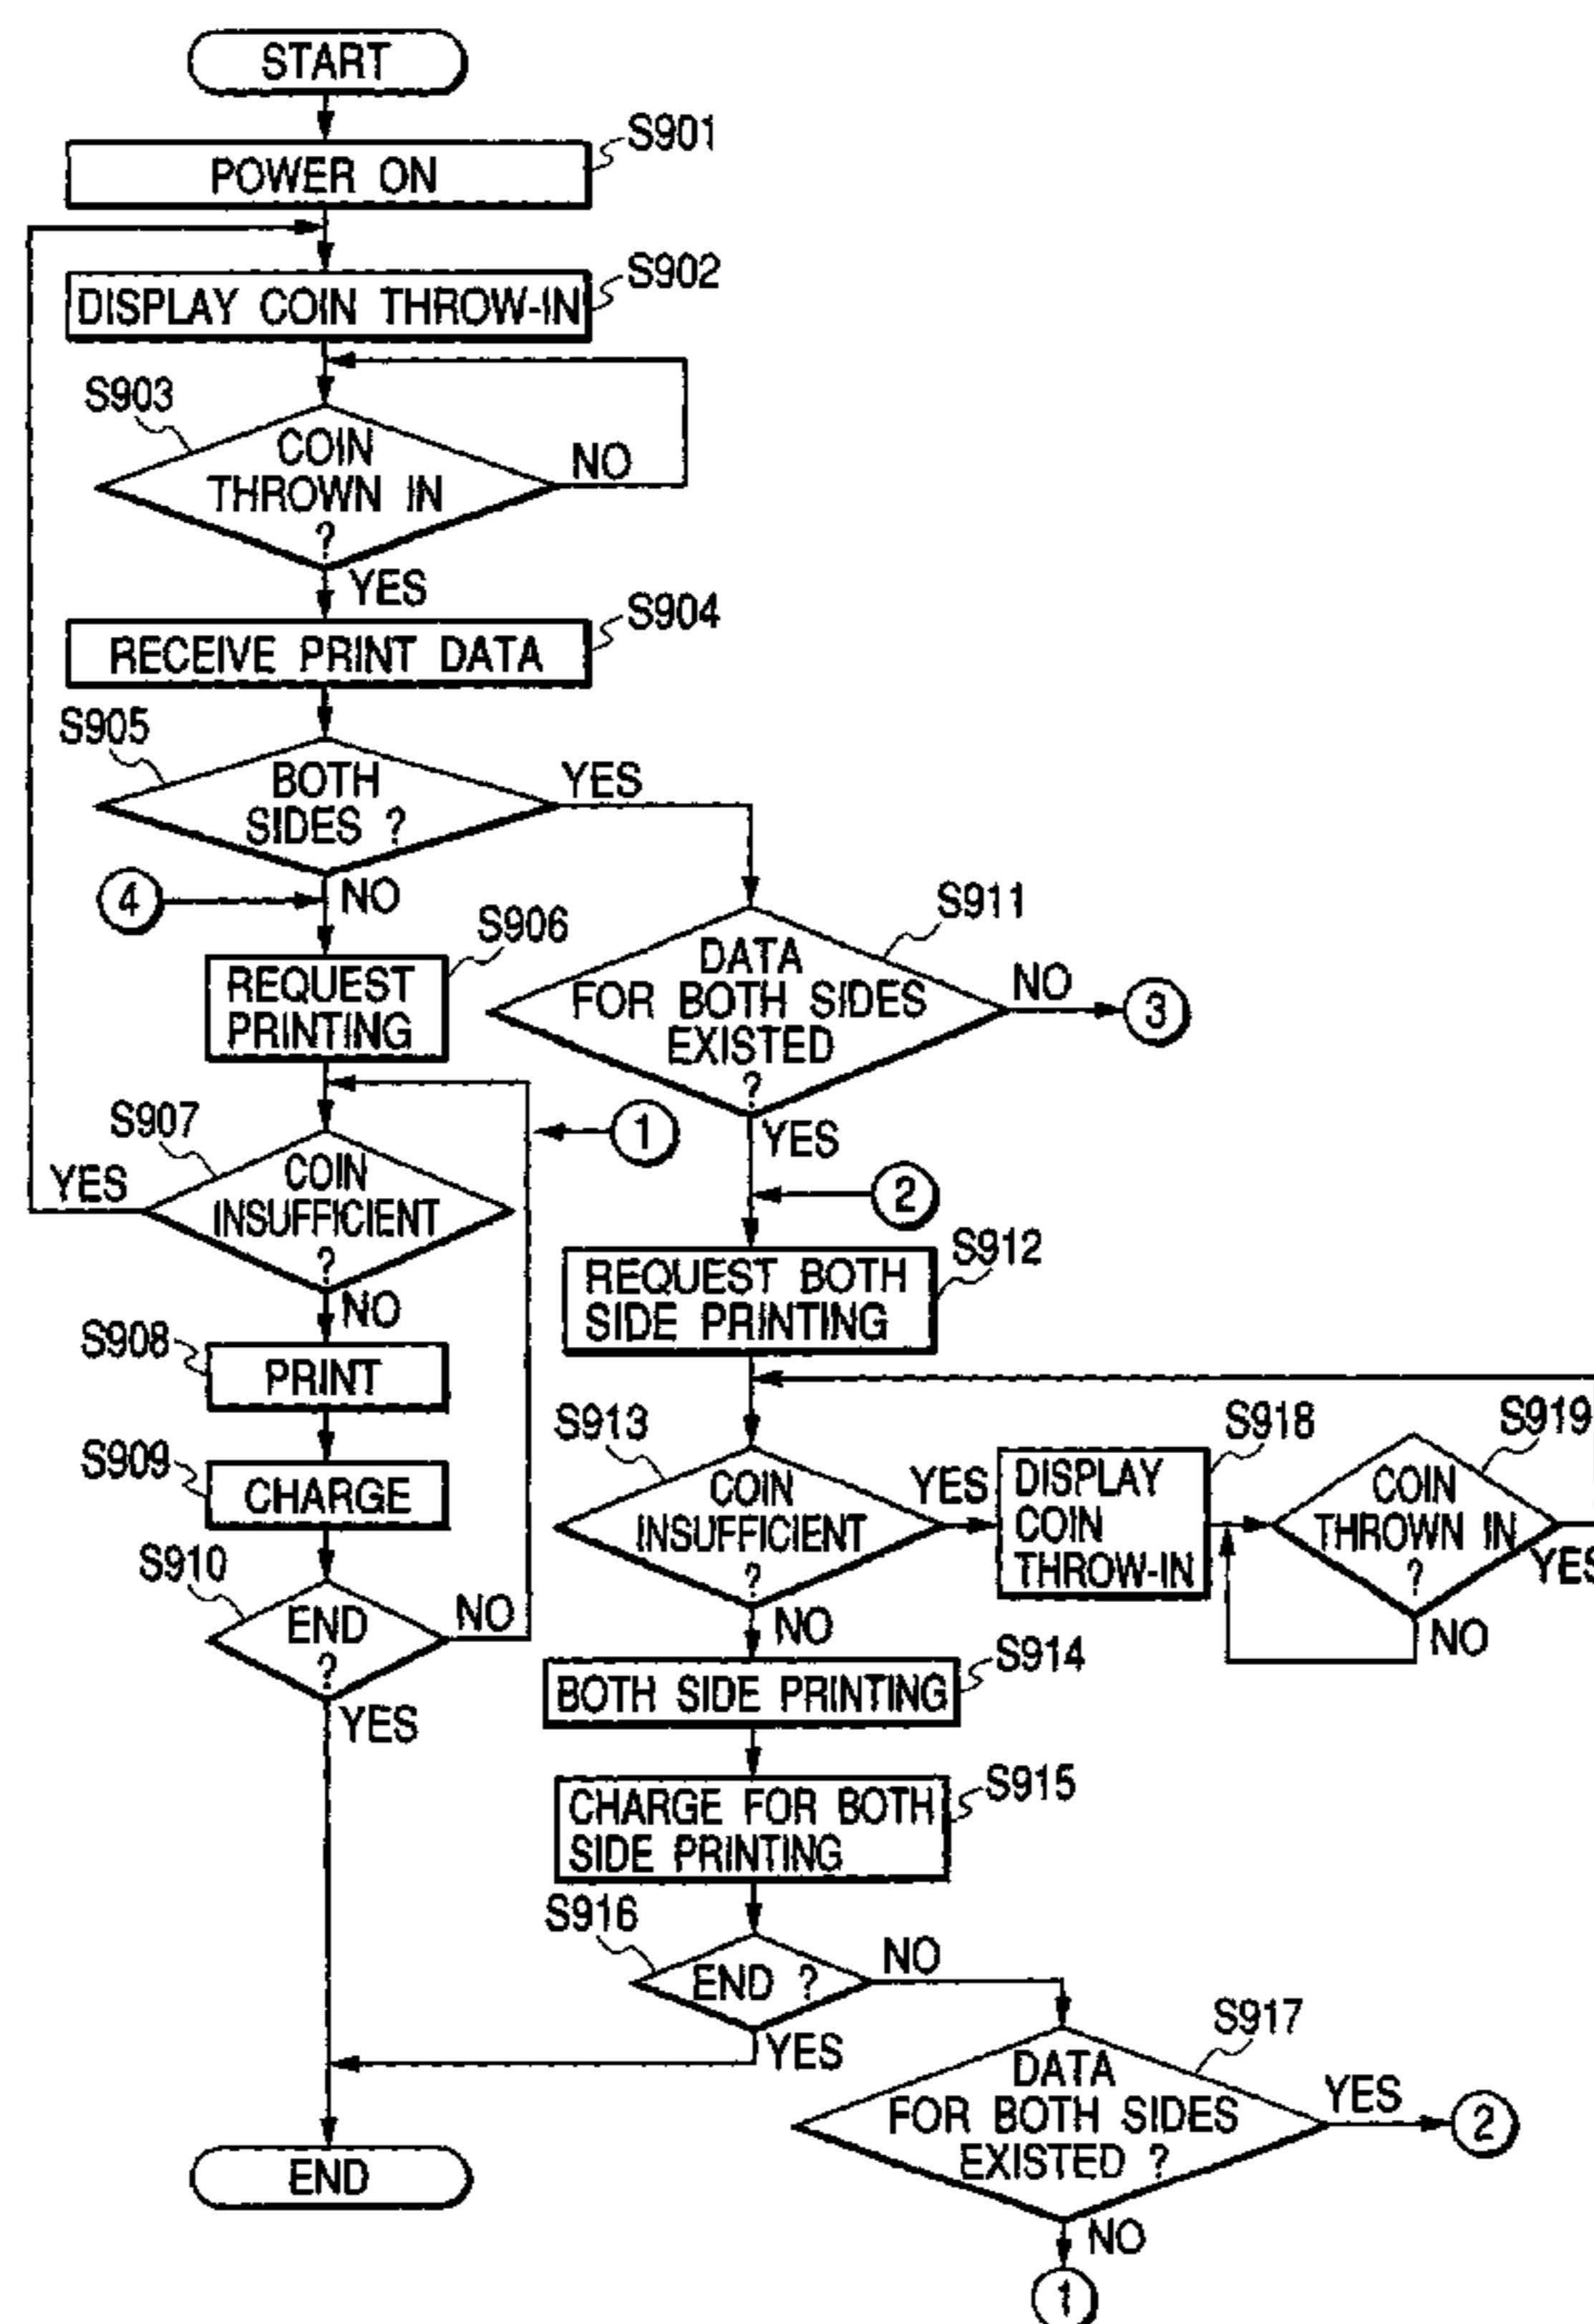 START
S901
POWER ON
S902
DISPLAY COIN THROW-IN
S903
COIN
THROWN IN
?
NO
YES
S904
RECEIVE PRINT DATA
S905
BOTH
SIDES ?
YES
NO
4
S906
REQUEST
PRINTING
S911
DATA
FOR BOTH SIDES
EXISTED
?
NO
3
YES
1
2
S907
COIN
INSUFFICIENT
?
YES
NO
S912
REQUEST BOTH
SIDE PRINTING
S908
PRINT
S909
CHARGE
S910
END
?
NO
YES
S913
COIN
INSUFFICIENT
?
YES
NO
S918
DISPLAY
COIN
THROW-IN
S919
COIN
THROWN IN
?
YES
NO
S914
BOTH SIDE PRINTING
S915
CHARGE FOR BOTH
SIDE PRINTING
S916
END ?
NO
YES
S917
DATA
FOR BOTH SIDES
EXISTED ?
YES
2
NO
1
END